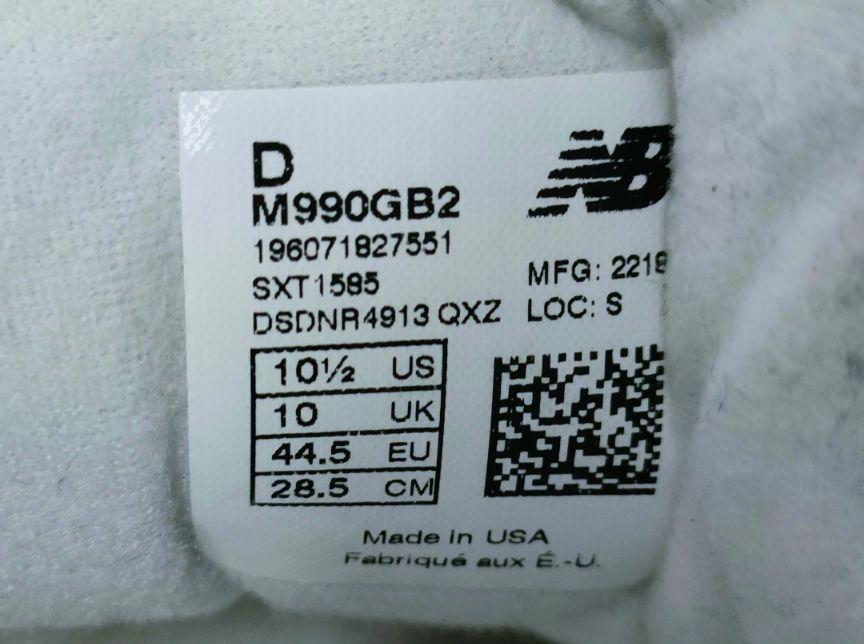 D
NB
M990GB2
196071827551
SXT1585
MFG: 2218
DSDNR4913 QXZ
LOC: S
10½ US
10 UK
44.5 EU
28.5 CM
Made in USA
Fabriqué aux É.-U.